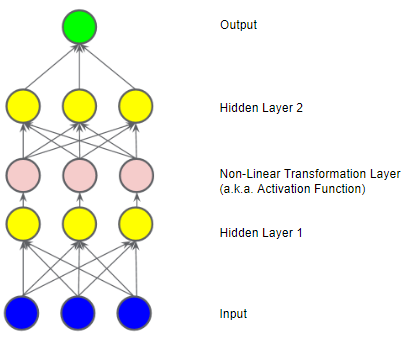 Output
Hidden Layer 2
Non-Linear Transformation Layer
(a.k.a. Activation Function)
Hidden Layer 1
Input